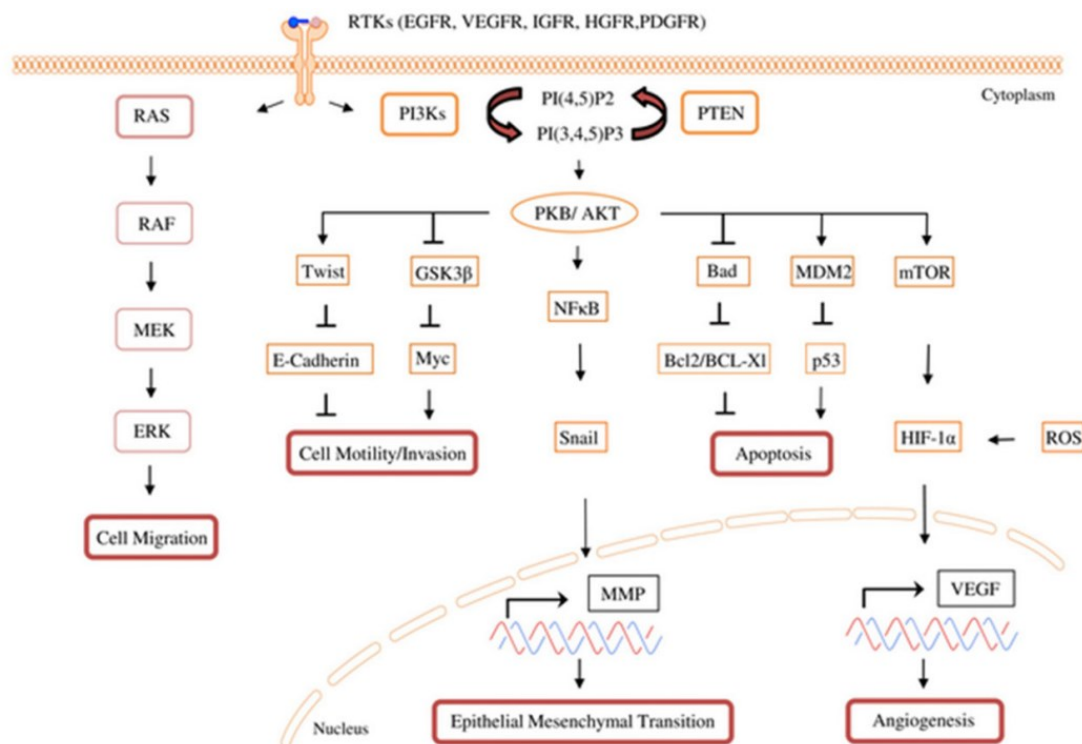 RTKs (EGFR, VEGFR, IGFR, HGFR,PDGFR)
Cytoplasm
RAS
PI3Ks
PI(4,5)P2
PTEN
PI(3,4,5)P3
RAF
PKB/ AKT
Twist
GSK3β
Bad
MDM2
mTOR
NFκB
MEK
E-Cadherin
Myc
Bcl2/BCL-Xl
p53
ERK
Cell Motility/Invasion
Snail
Apoptosis
HIF-1α
ROS
Cell Migration
MMP
VEGF
Nucleus
Epithelial Mesenchymal Transition
Angiogenesis